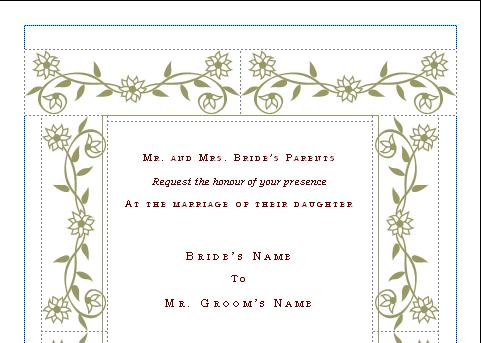 Mr. and Mrs. Bride's Parents
Request the honour of your presence
At the marriage of their daughter
Bride's Name
To
Mr. Groom's Name